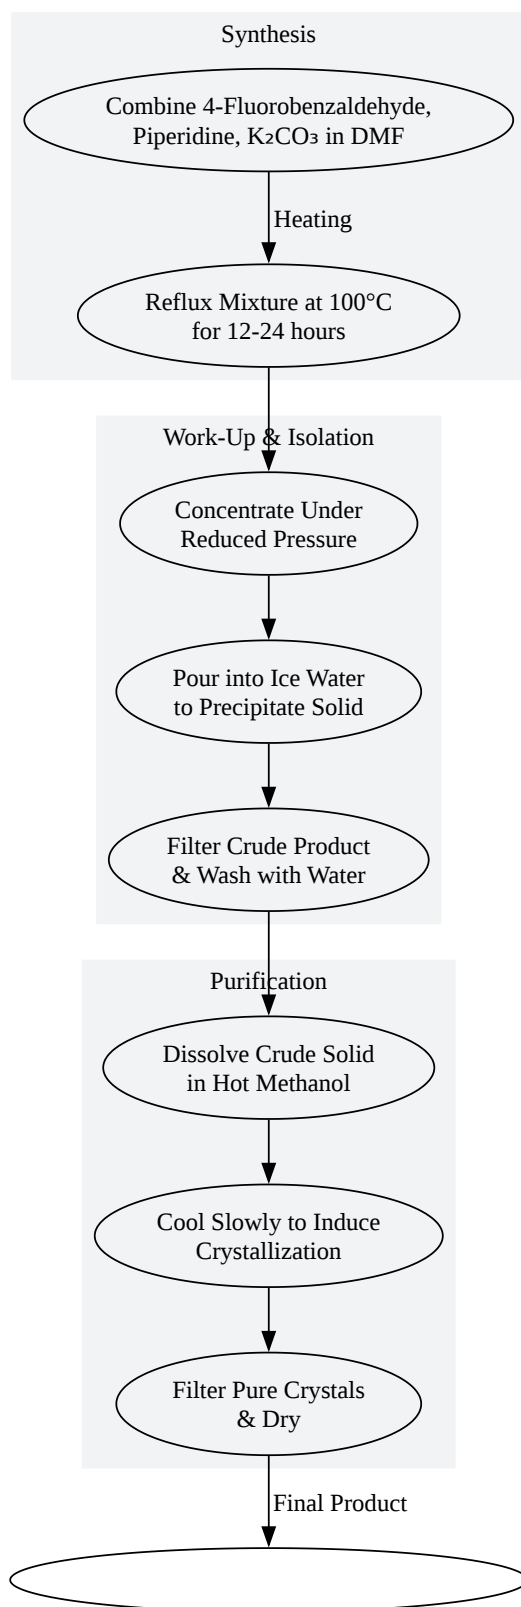 Synthesis
Combine 4-Fluorobenzaldehyde,
Piperidine, K₂CO₃ in DMF
Heating
Reflux Mixture at 100°C
for 12-24 hours
Work-Up & Isolation
Concentrate Under
Reduced Pressure
Pour into Ice Water
to Precipitate Solid
Filter Crude Product
& Wash with Water
Purification
Dissolve Crude Solid
in Hot Methanol
Cool Slowly to Induce
Crystallization
Filter Pure Crystals
& Dry
Final Product